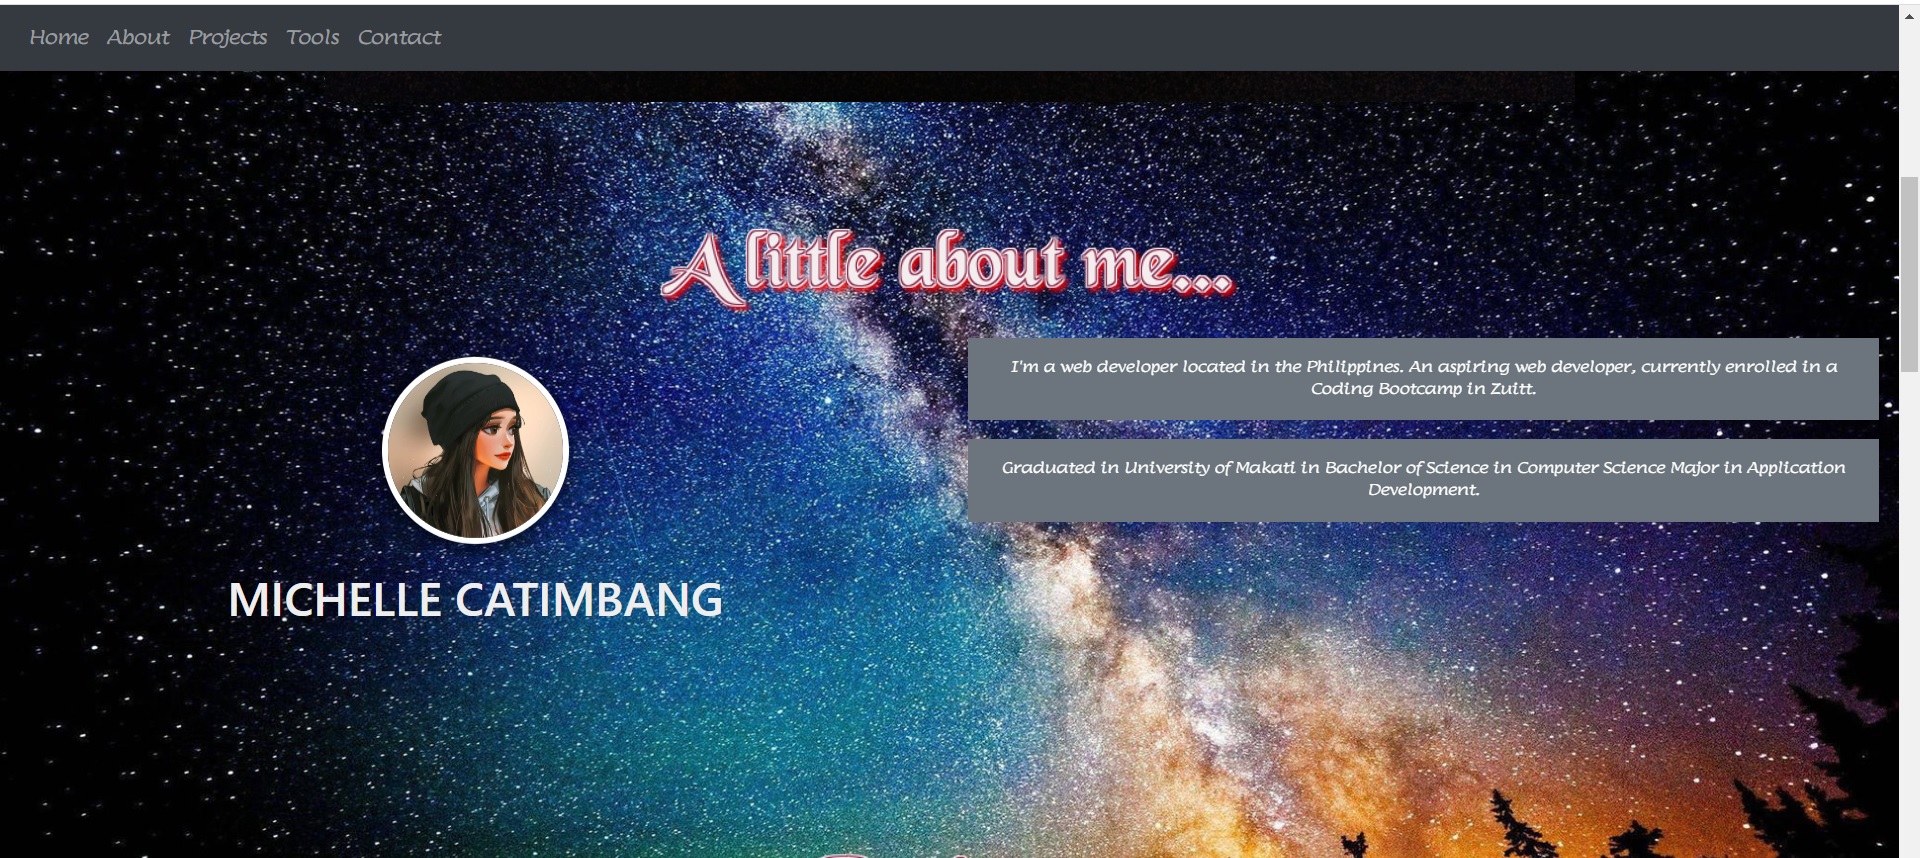 Home About Projects Tools Contact
A little about me...
I'm a web developer located in the Philippines. An aspiring web developer, currently enrolled in a
Coding Bootcamp in Zuitt.
Graduated in University of Makati in Bachelor of Science in Computer Science Major in Application
Development.
MICHELLE CATIMBANG